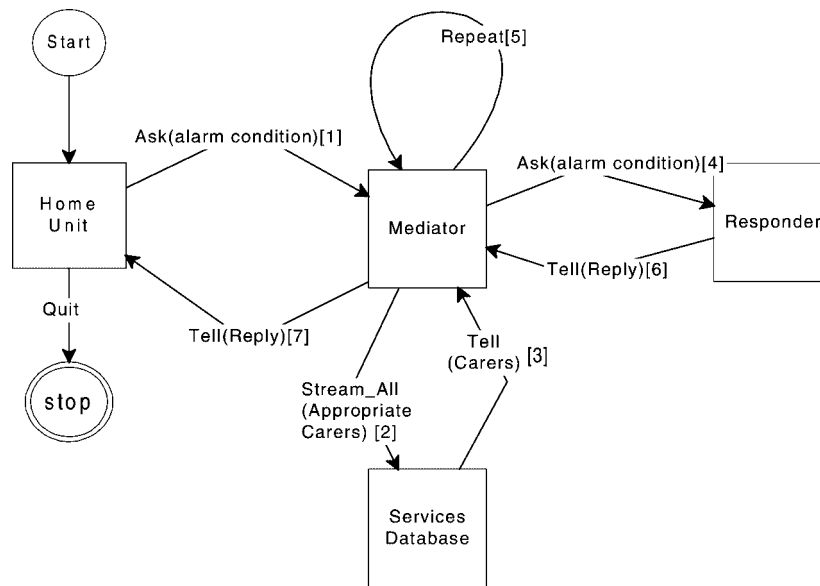 Start
Repeat[5]
Ask(alarm condition)[1]
Ask(alarm condition)[4]
Home
Unit
Mediator
Responder
Tell(Reply)[6]
Quit
Tell(Reply)[7]
Tell
(Carers) [3]
stop
Stream_All
(Appropriate
Carers) [2]
Services
Database